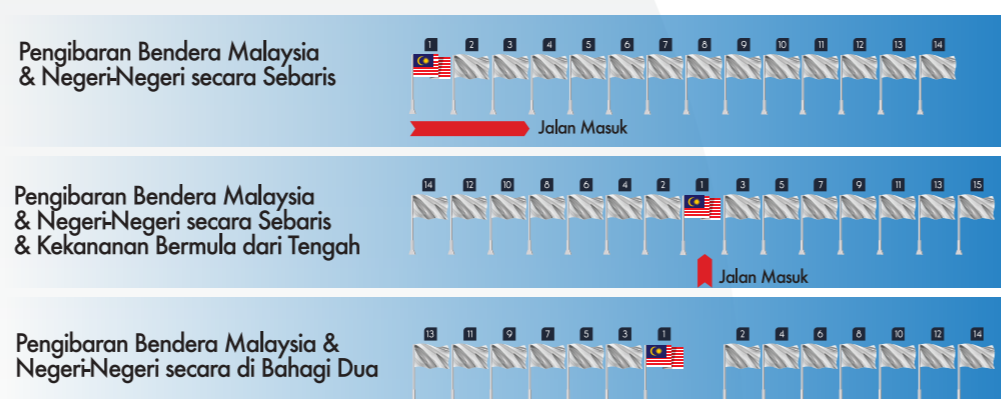 Pengibaran Bendera Malaysia
& Negeri-Negeri secara Sebaris
1 2 3 4 5 6 7 8 9 10 11 12 13 14
Jalan Masuk
Pengibaran Bendera Malaysia
& Negeri-Negeri secara Sebaris
& Kekananan Bermula dari Tengah
14 12 10 8 6 4 2 1 3 5 7 9 11 13 15
Jalan Masuk
Pengibaran Bendera Malaysia &
Negeri-Negeri secara di Bahagi Dua
13 11 9 7 5 3 1 2 4 6 8 10 12 14